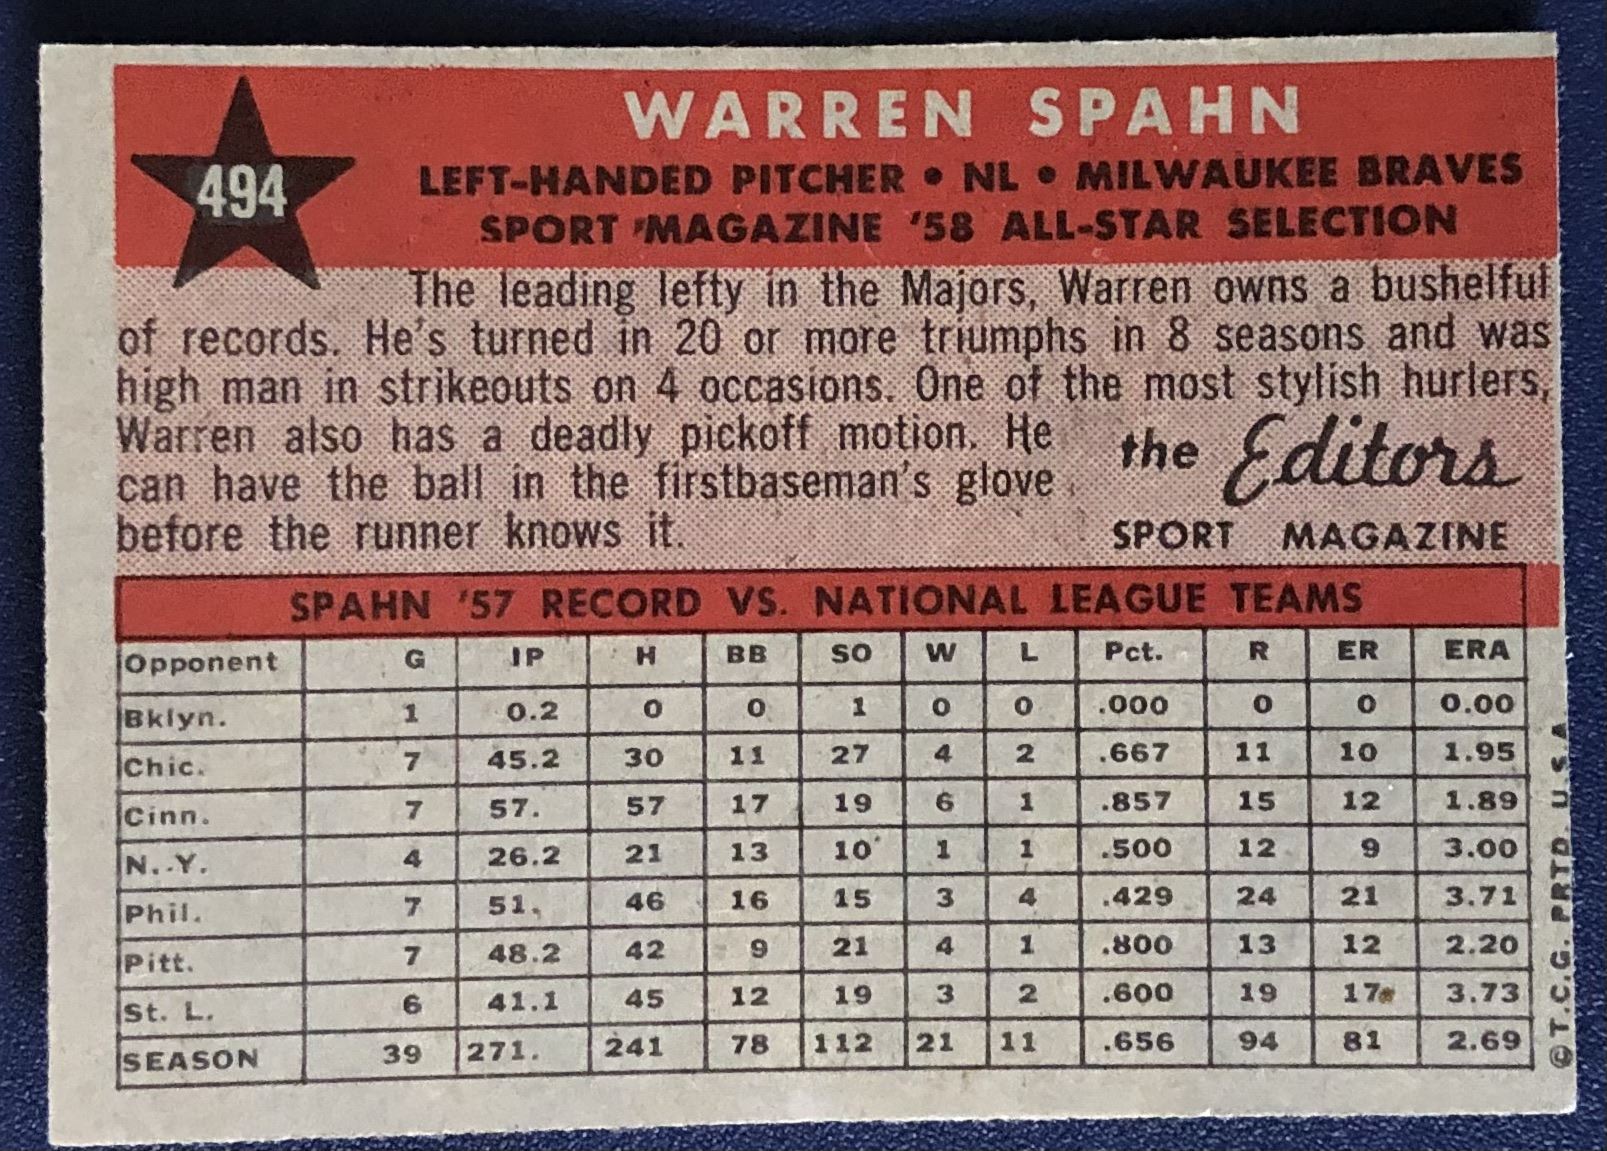 494
WARREN SPAHN
LEFT-HANDED PITCHER • NL • MILWAUKEE BRAVES
SPORT MAGAZINE '58 ALL-STAR SELECTION
The leading lefty in the Majors, Warren owns a bushelful
of records. He's turned in 20 or more triumphs in 8 seasons and was
high man in strikeouts on 4 occasions. One of the most stylish hurlers,
Warren also has a deadly pickoff motion. He
can have the ball in the firstbaseman's glove
before the runner knows it.
the Editors
SPORT MAGAZINE
SPAHN '57 RECORD VS. NATIONAL LEAGUE TEAMS
Opponent G IP H BB SO W L Pct. R ER ERA
Bklyn. 1 0.2 0 0 1 0 0 .000 0 0 0.00
Chic. 7 45.2 30 11 27 4 2 .667 11 10 1.95
Cinn. 7 57. 57 17 19 6 1 .857 15 12 1.89
N.Y. 4 26.2 21 13 10 1 1 .500 12 9 3.00
Phil. 7 51. 46 16 15 3 4 .429 24 21 3.71
Pitt. 7 48.2 42 9 21 4 1 .800 13 12 2.20
St. L. 6 41.1 45 12 19 3 2 .600 19 17 3.73
SEASON 39 271. 241 78 112 21 11 .656 94 81 2.69
© T.C.G. PRTD. U.S.A